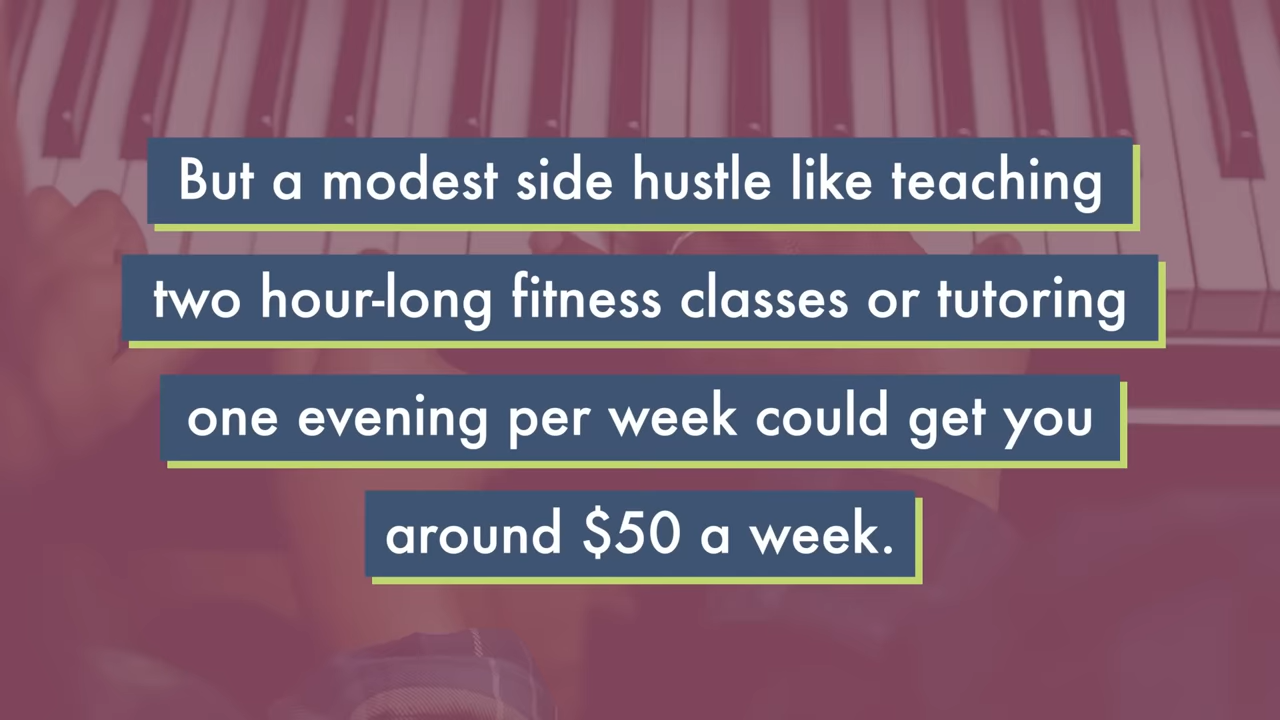 But a modest side hustle like teaching
two hour-long fitness classes or tutoring
one evening per week could get you
around $50 a week.